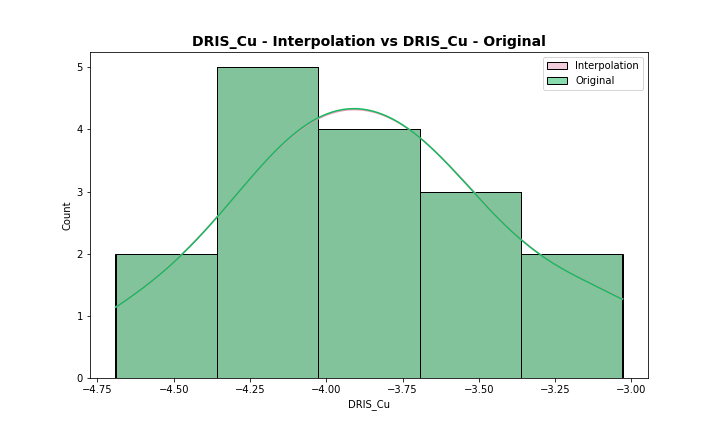 DRIS_Cu - Interpolation vs DRIS_Cu - Original
Interpolation
Original
5
4
3
2
1
0
Count
−4.75 −4.50 −4.25 −4.00 −3.75 −3.50 −3.25 −3.00
DRIS_Cu